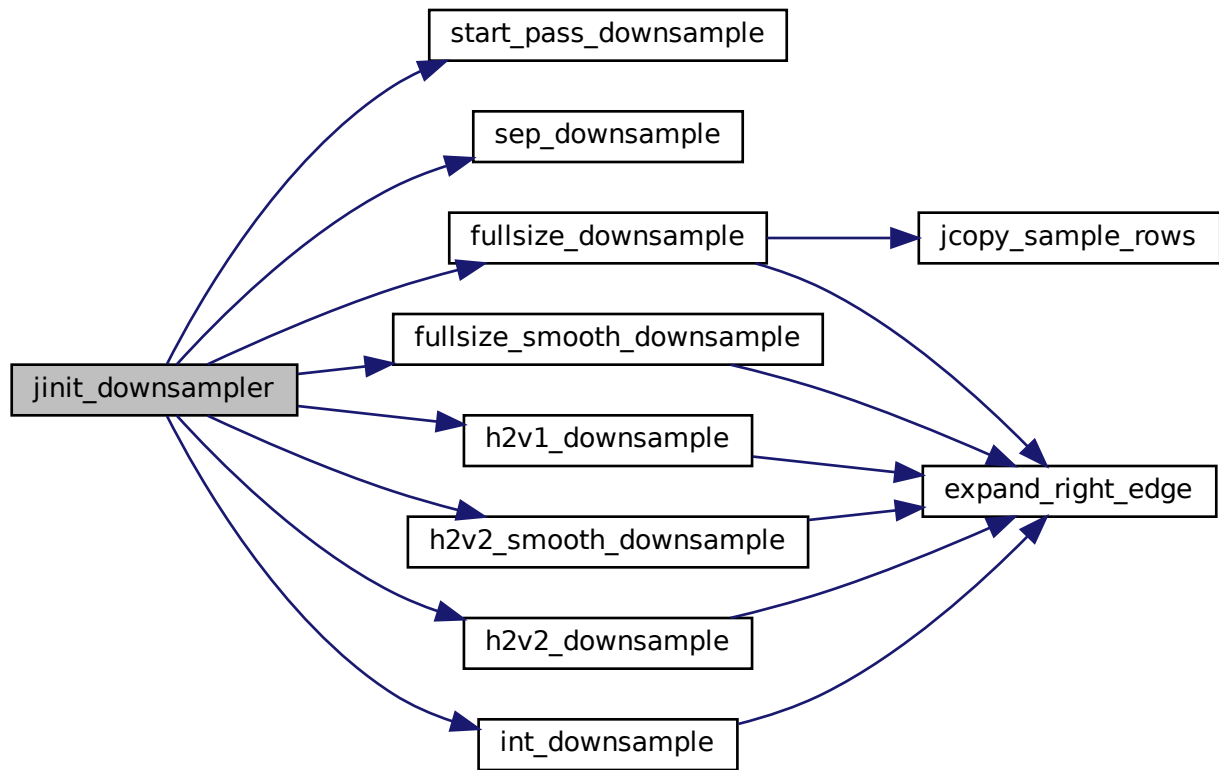 start_pass_downsample
sep_downsample
fullsize_downsample
jcopy_sample_rows
fullsize_smooth_downsample
jinit_downsampler
h2v1_downsample
expand_right_edge
h2v2_smooth_downsample
h2v2_downsample
int_downsample